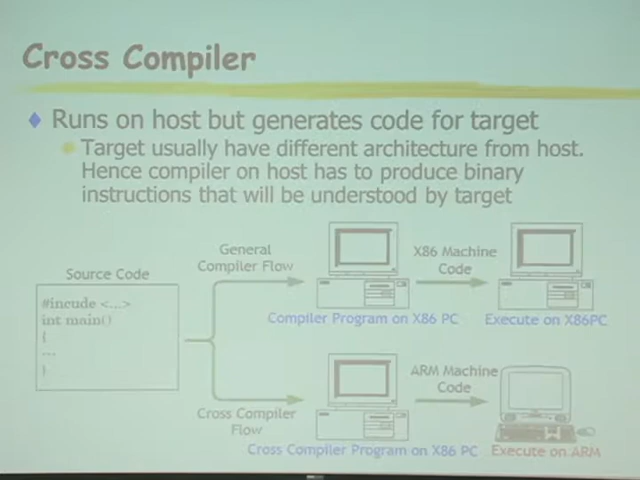 Cross Compiler
Runs on host but generates code for target
Target usually have different architecture from host.
Hence compiler on host has to produce binary
instructions that will be understood by target
General
Compiler Flow
X86 Machine
Code
Source Code
#incude <...>
int main()
{
...
}
Compiler Program on X86 PC
Execute on X86PC
ARM Machine
Code
Cross Compiler
Flow
Cross Compiler Program on X86 PC
Execute on ARM